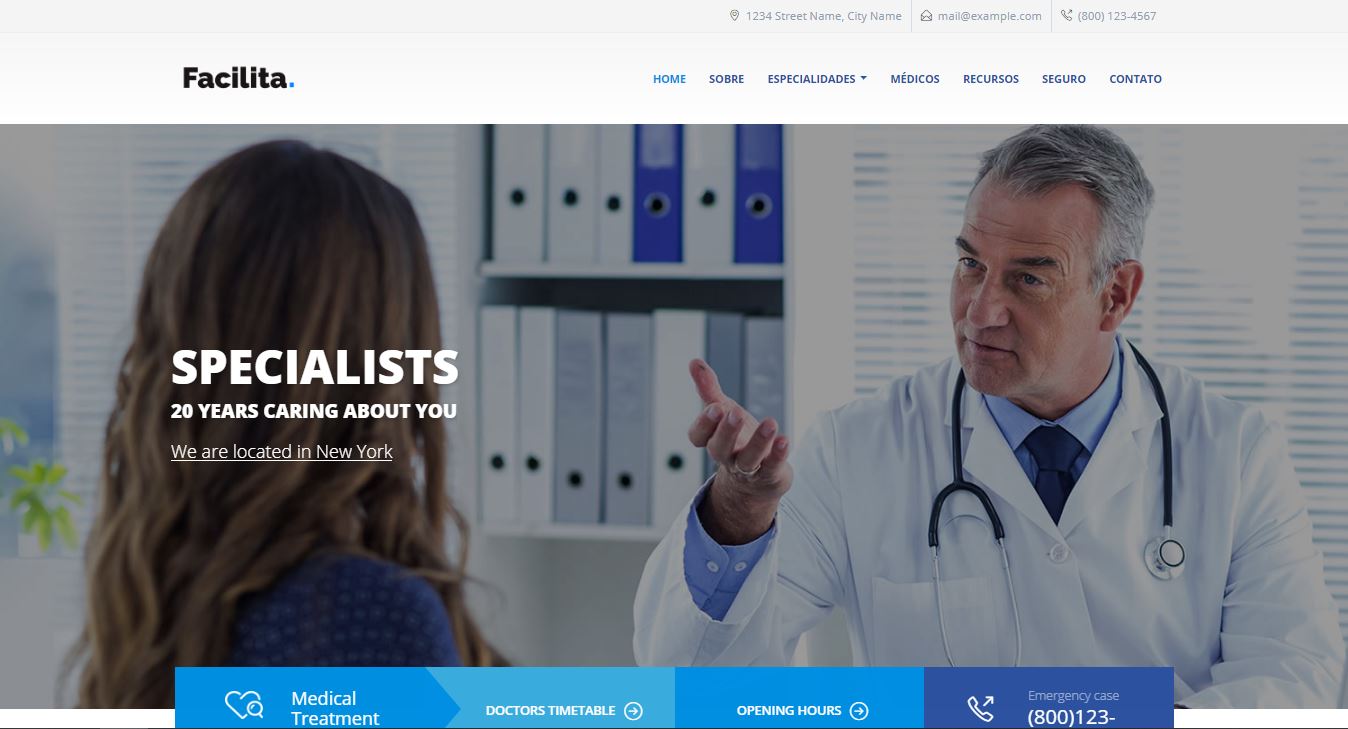 1234 Street Name, City Name
mail@example.com
(800) 123-4567
Facilita.
HOME SOBRE ESPECIALIDADES MÉDICOS RECURSOS SEGURO CONTATO
SPECIALISTS
20 YEARS CARING ABOUT YOU
We are located in New York
Medical
Treatment
DOCTORS TIMETABLE
OPENING HOURS
Emergency case
(800)123-